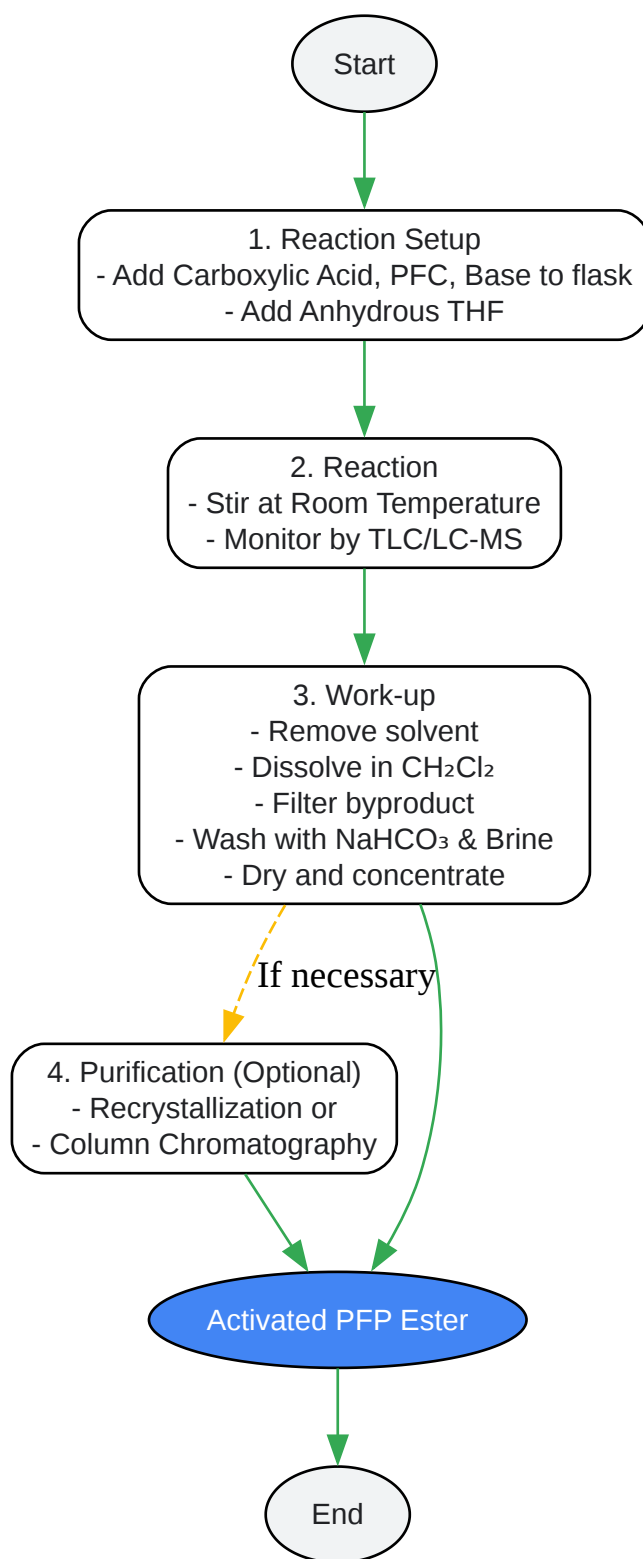 Start
1. Reaction Setup
- Add Carboxylic Acid, PFC, Base to flask
- Add Anhydrous THF
2. Reaction
- Stir at Room Temperature
- Monitor by TLC/LC-MS
3. Work-up
- Remove solvent
- Dissolve in CH₂Cl₂
- Filter byproduct
- Wash with NaHCO₃ & Brine
- Dry and concentrate
If necessary
4. Purification (Optional)
- Recrystallization or
- Column Chromatography
Activated PFP Ester
End